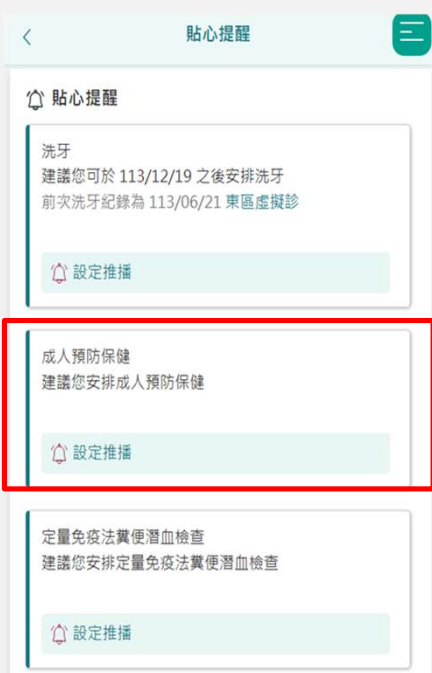 貼心提醒
貼心提醒
洗牙
建議您可於 113/12/19 之後安排洗牙
前次洗牙紀錄為 113/06/21 東區虛擬診
設定推播
成人預防保健
建議您安排成人預防保健
設定推播
定量免疫法糞便潛血檢查
建議您安排定量免疫法糞便潛血檢查
設定推播